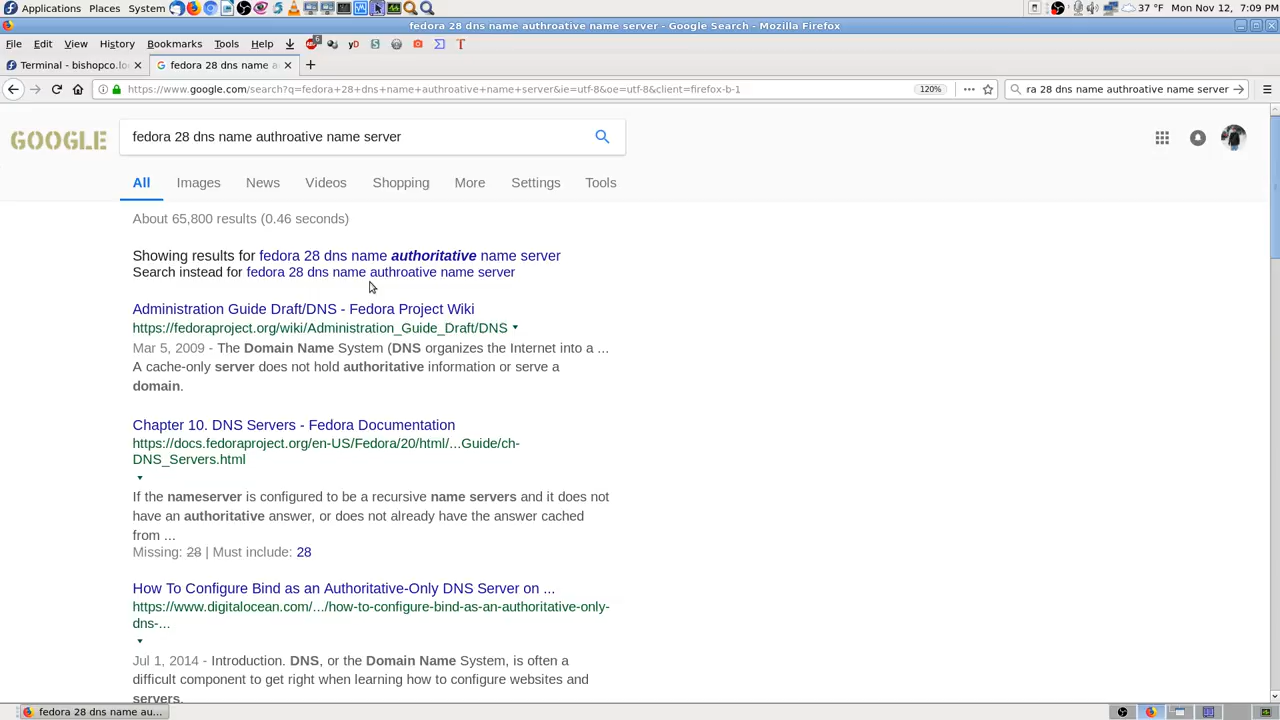 Applications Places System 37 °F Mon Nov 12, 7:09 PM
fedora 28 dns name authroative name server - Google Search - Mozilla Firefox
File Edit View History Bookmarks Tools Help 6 yD S T
Terminal - bishopco.lo
fedora 28 dns name a
https://www.google.com/search?q=fedora+28+dns+name+authroative+name+server&ie=utf-8&oe=utf-8&client=firefox-b-1 120% ra 28 dns name authroative name server
GOOGLE fedora 28 dns name authroative name server
All Images News Videos Shopping More Settings Tools
About 65,800 results (0.46 seconds)
Showing results for fedora 28 dns name authoritative name server
Search instead for fedora 28 dns name authroative name server
Administration Guide Draft/DNS - Fedora Project Wiki
https://fedoraproject.org/wiki/Administration_Guide_Draft/DNS
Mar 5, 2009 - The Domain Name System (DNS organizes the Internet into a ...
A cache-only server does not hold authoritative information or serve a
domain.
Chapter 10. DNS Servers - Fedora Documentation
https://docs.fedoraproject.org/en-US/Fedora/20/html/...Guide/ch-
DNS_Servers.html
If the nameserver is configured to be a recursive name servers and it does not
have an authoritative answer, or does not already have the answer cached
from ...
Missing: 28 | Must include: 28
How To Configure Bind as an Authoritative-Only DNS Server on ...
https://www.digitalocean.com/.../how-to-configure-bind-as-an-authoritative-only-
dns-...
Jul 1, 2014 - Introduction. DNS, or the Domain Name System, is often a
difficult component to get right when learning how to configure websites and
servers.
fedora 28 dns name au...